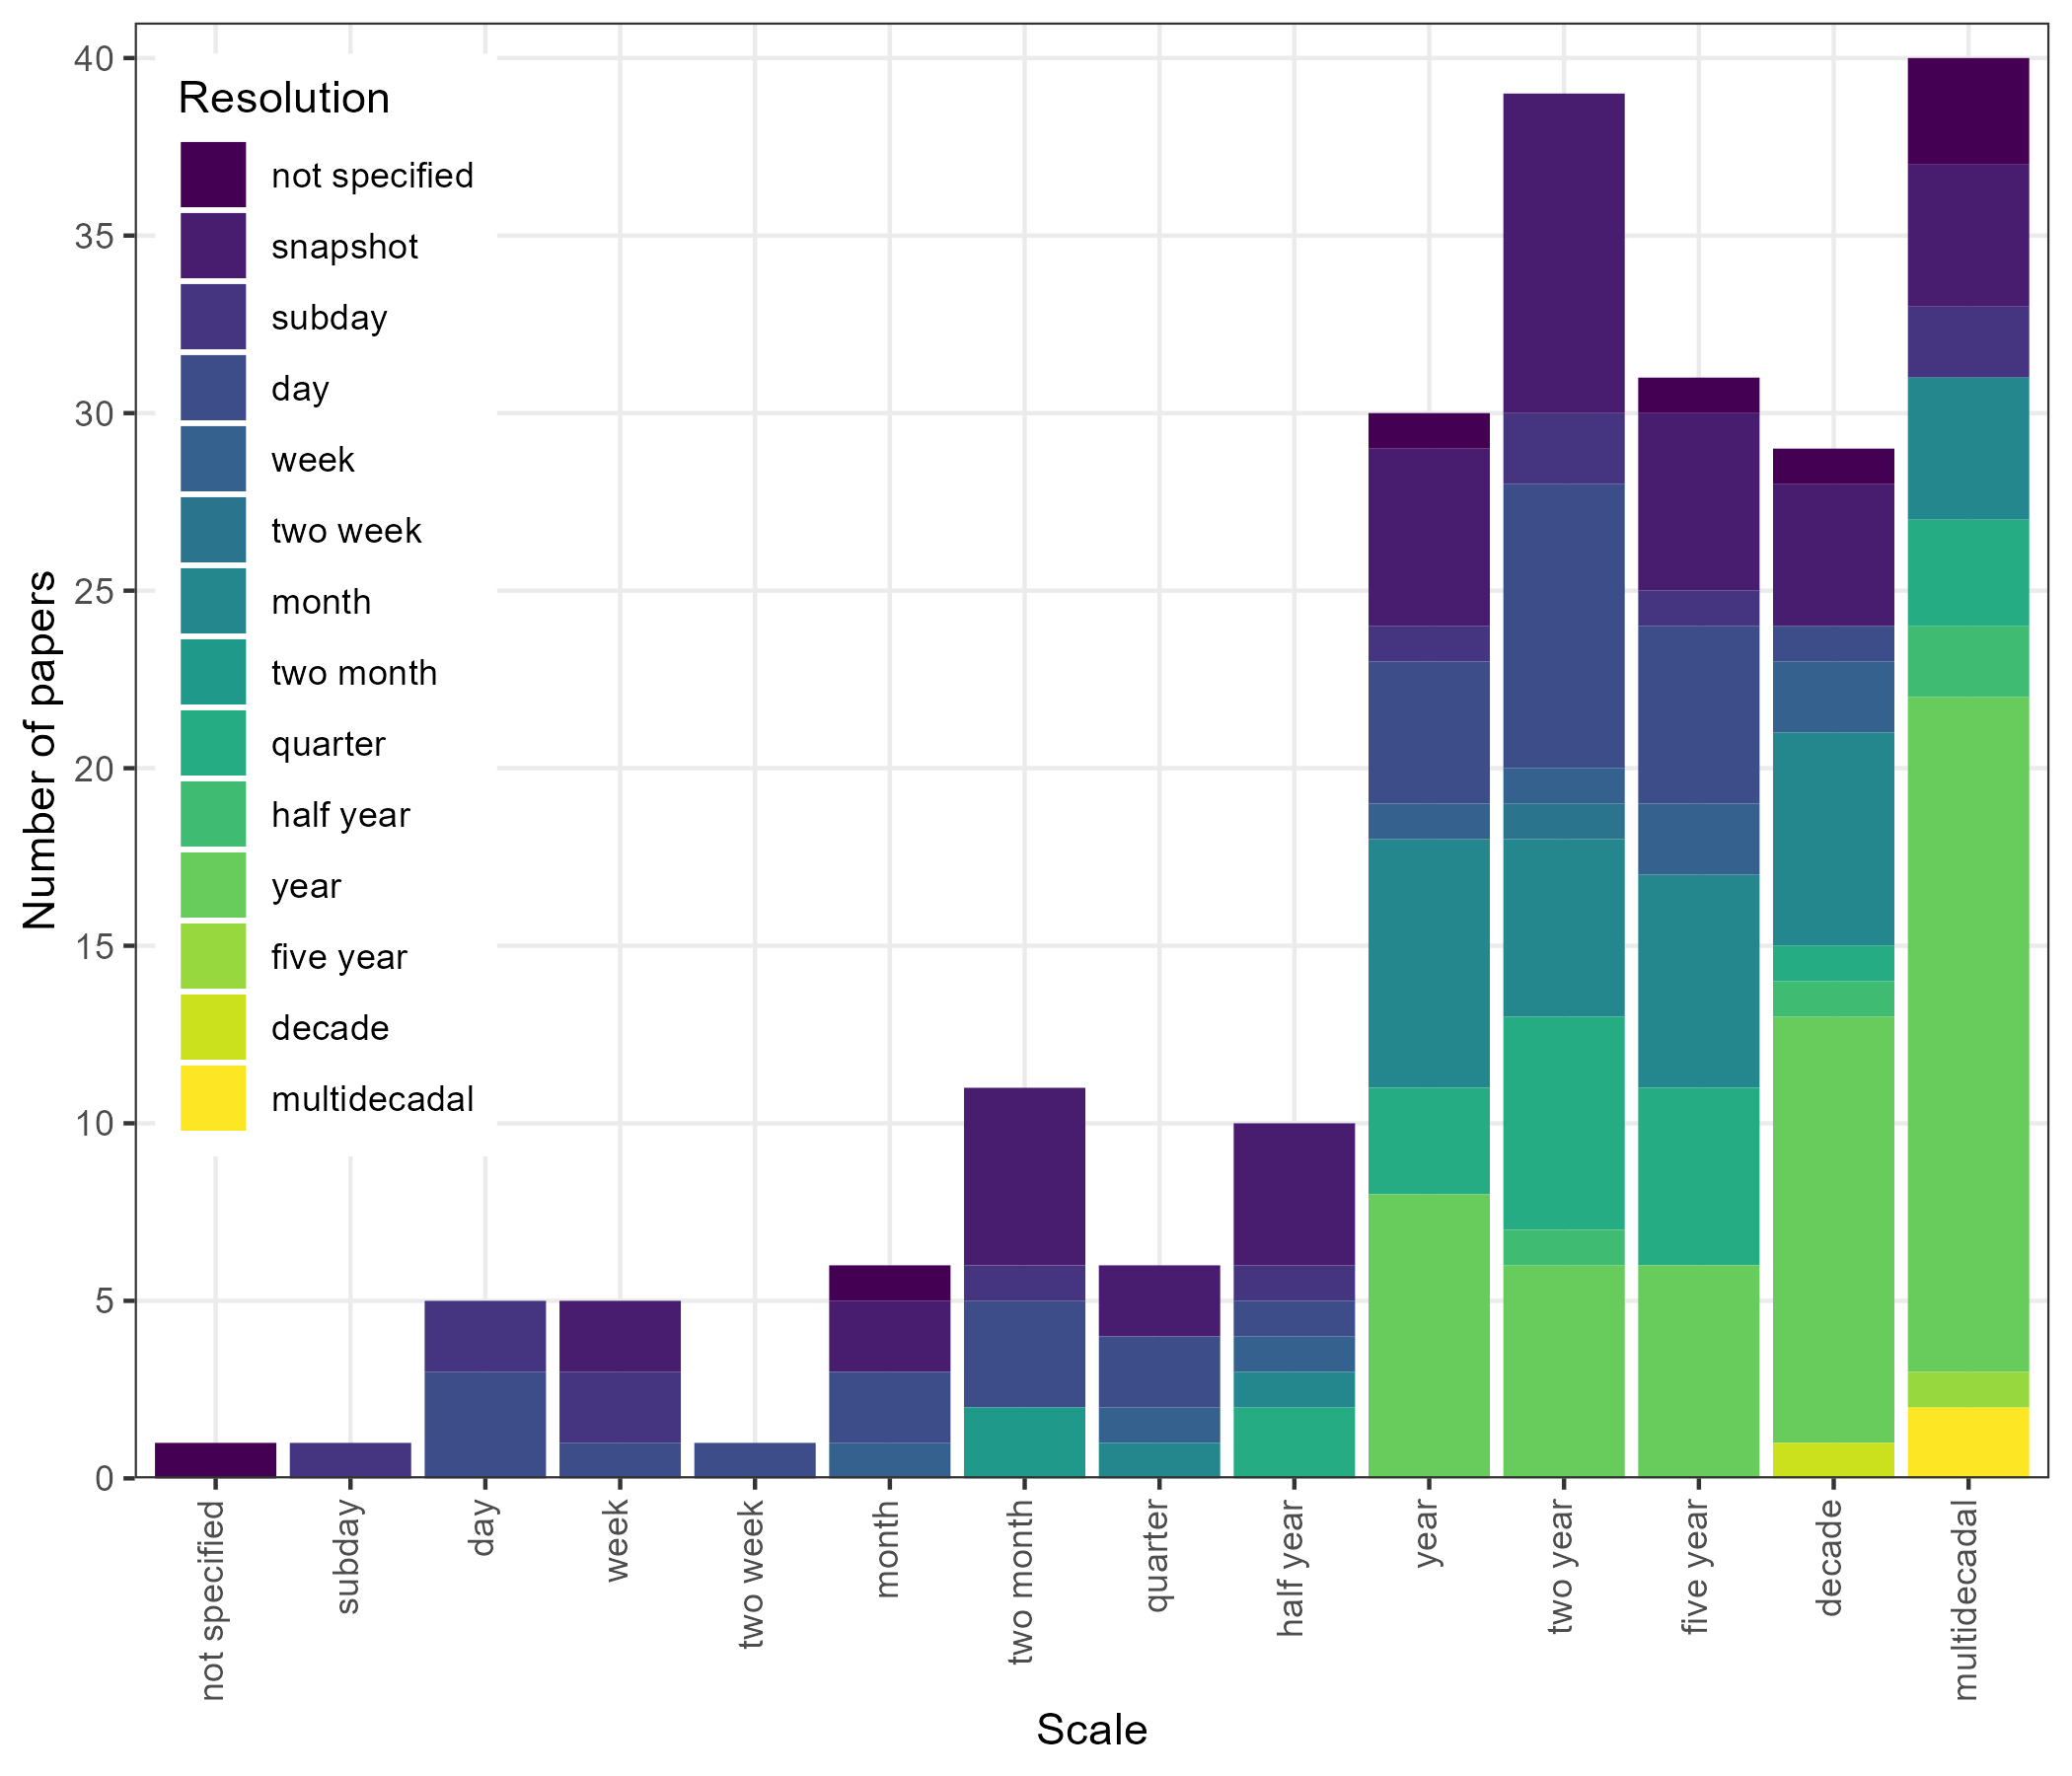 Resolution
not specified
snapshot
subday
day
week
two week
month
two month
quarter
half year
year
five year
decade
multidecadal
Number of papers
40
35
30
25
20
15
10
5
0
not specified
subday
day
week
two week
month
two month
quarter
half year
year
two year
five year
decade
multidecadal
Scale